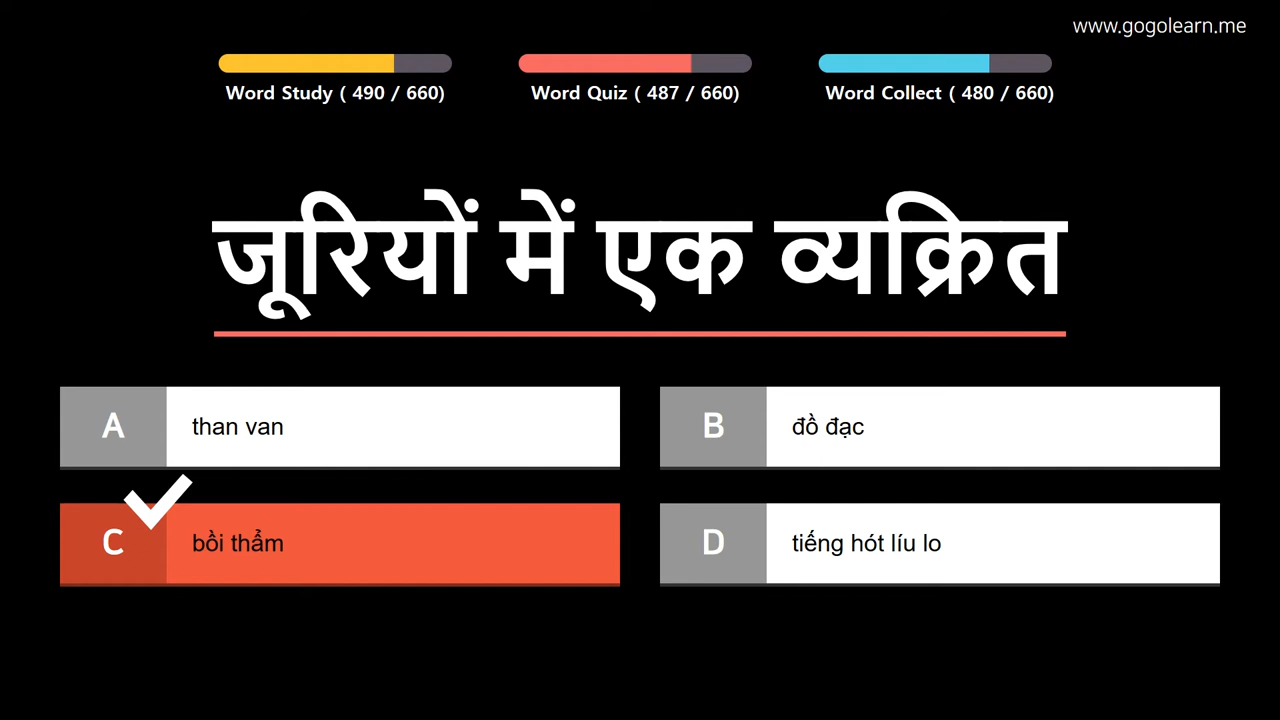 www.gogolearn.me
Word Study ( 490 / 660)
Word Quiz ( 487 / 660)
Word Collect ( 480 / 660)
जूरियों में एक व्यक्रित
A than van
B đồ đạc
C bồi thẩm
D tiếng hót líu lo